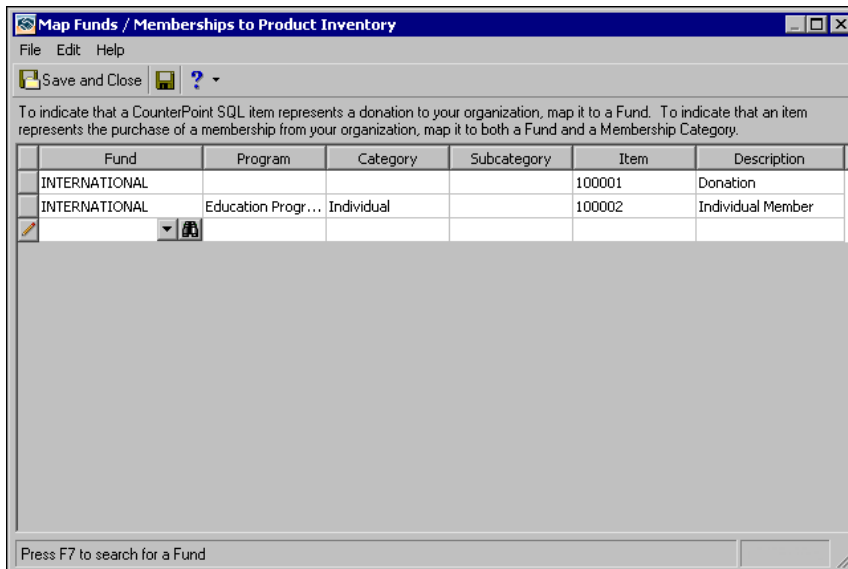 Map Funds / Memberships to Product Inventory
File Edit Help
Save and Close ?
To indicate that a CounterPoint SQL item represents a donation to your organization, map it to a Fund. To indicate that an item
represents the purchase of a membership from your organization, map it to both a Fund and a Membership Category.
Fund Program Category Subcategory Item Description
INTERNATIONAL 100001 Donation
INTERNATIONAL Education Progr... Individual 100002 Individual Member
Press F7 to search for a Fund